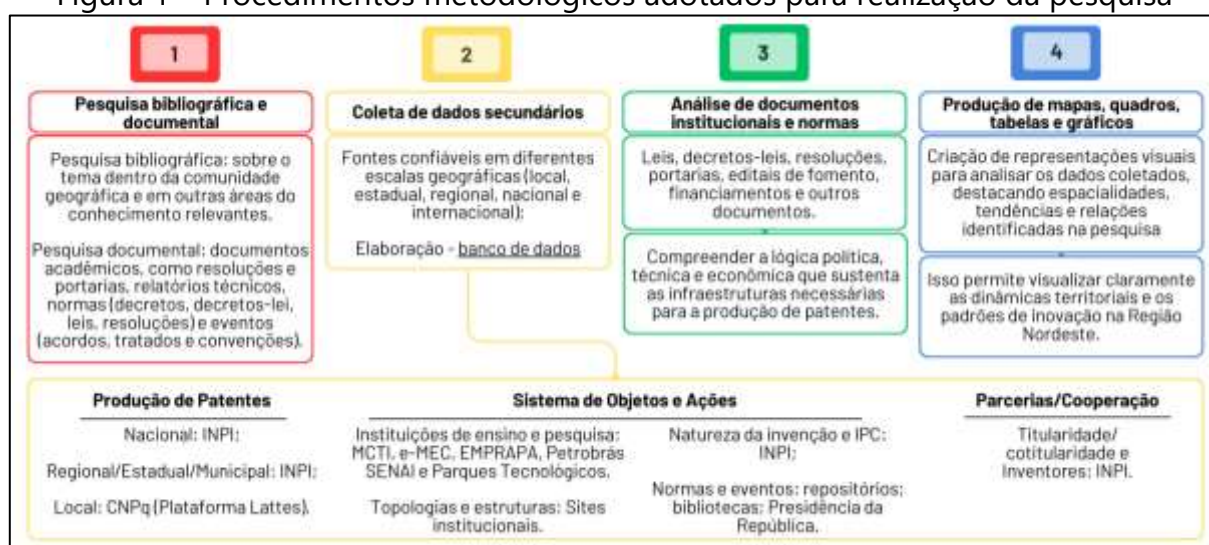 Figura 1 – Procedimentos metodológicos adotados para realização da pesquisa
1
Pesquisa bibliográfica e
documental
Pesquisa bibliográfica: sobre o
tema dentro da comunidade
geográfica e em outras áreas do
conhecimento relevantes.
Pesquisa documental: documentos
acadêmicos, como resoluções e
portarias, relatórios técnicos,
normas (decretos, decretos-lei,
leis, resoluções) e eventos
(acordos, tratados e convenções).
2
Coleta de dados secundários
Fontes confiáveis em diferentes
escalas geográficas (local,
estadual, regional, nacional e
internacional);
Elaboração - banco de dados
3
Análise de documentos
institucionais e normas
Leis, decretos-leis, resoluções,
portarias, editais de fomento,
financiamentos e outros
documentos.
Compreender a lógica política,
técnica e econômica que sustenta
as infraestruturas necessárias
para a produção de patentes.
4
Produção de mapas, quadros,
tabelas e gráficos
Criação de representações visuais
para analisar os dados coletados,
destacando espacialidades,
tendências e relações
identificadas na pesquisa
Isso permite visualizar claramente
as dinâmicas territoriais e os
padrões de inovação na Região
Nordeste.
Produção de Patentes
Nacional: INPI;
Regional/Estadual/Municipal: INPI;
Local: CNPq (Plataforma Lattes).
Sistema de Objetos e Ações
Instituições de ensino e pesquisa:
MCTI, e-MEC, EMPRAPA, Petrobrás
SENAI e Parques Tecnológicos.
Topologias e estruturas: Sites
institucionais.
Natureza da invenção e IPC:
INPI;
Normas e eventos: repositórios;
bibliotecas; Presidência da
República.
Parcerias/Cooperação
Titularidade/
cotitularidade e
Inventores: INPI.